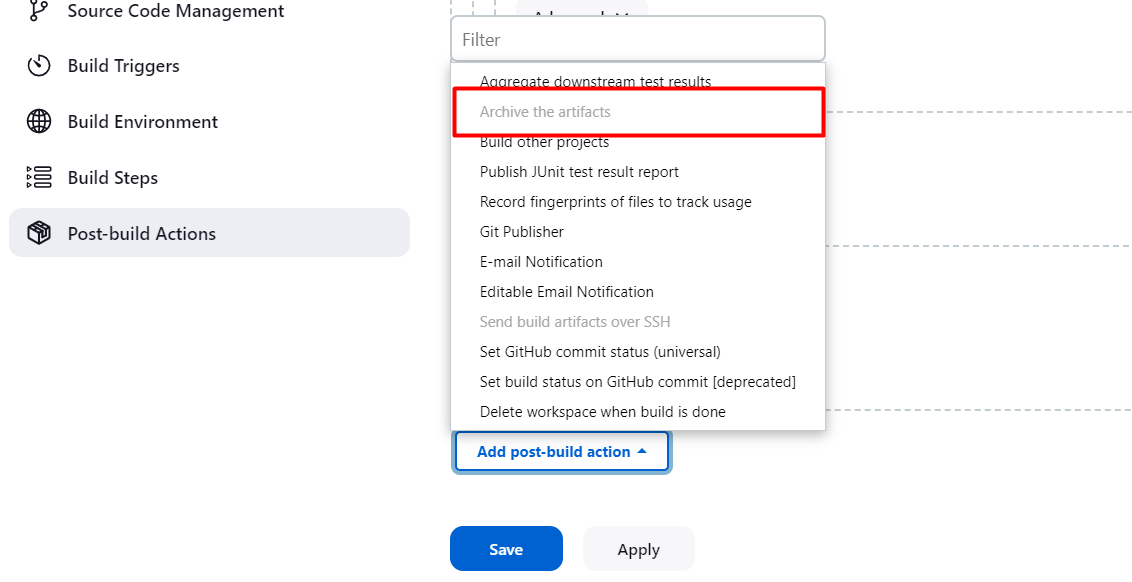 Source Code Management
Build Triggers
Build Environment
Build Steps
Post-build Actions
Filter
Aggregate downstream test results
Archive the artifacts
Build other projects
Publish JUnit test result report
Record fingerprints of files to track usage
Git Publisher
E-mail Notification
Editable Email Notification
Send build artifacts over SSH
Set GitHub commit status (universal)
Set build status on GitHub commit [deprecated]
Delete workspace when build is done
Add post-build action
Save
Apply